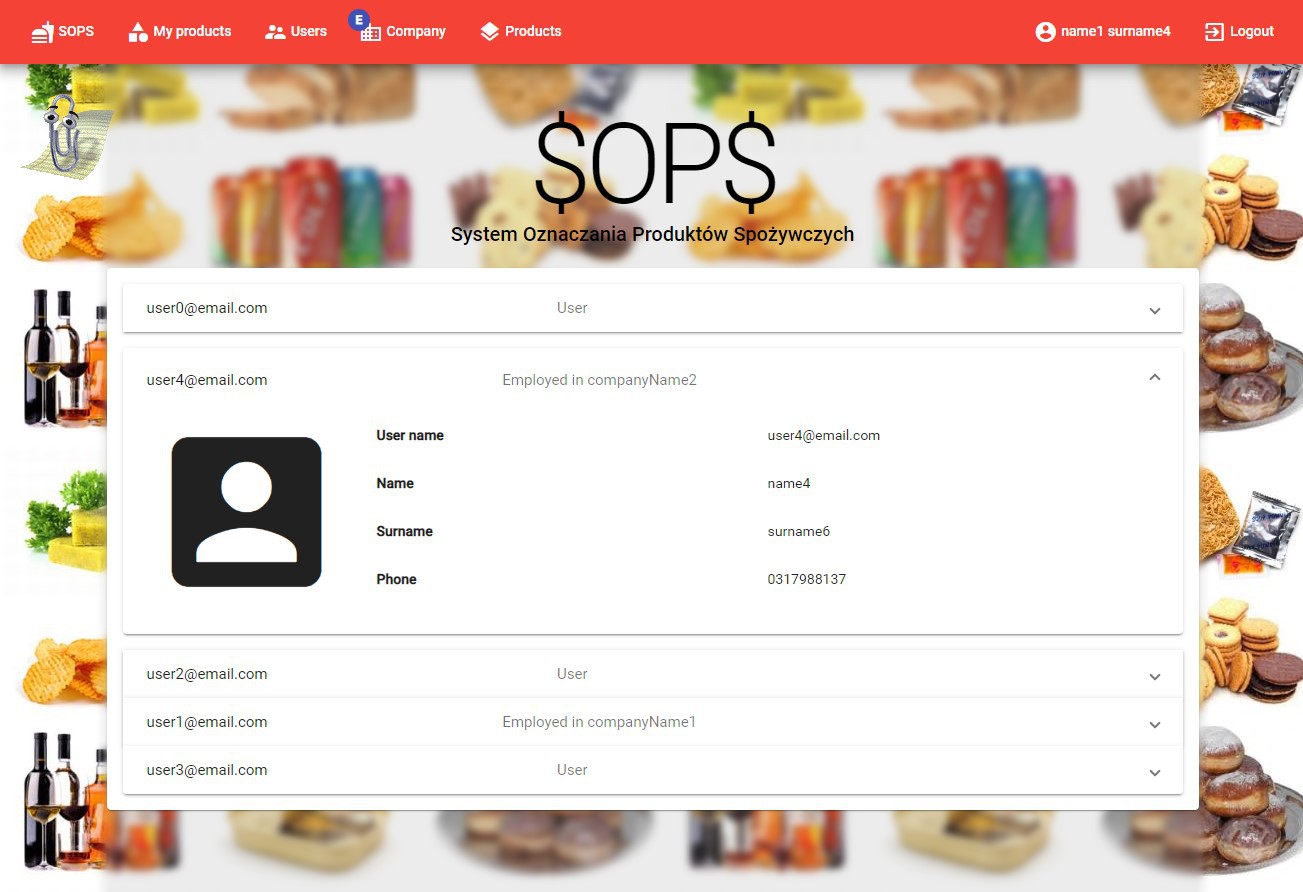 SOPS My products Users E Company Products name1 surname4 Logout
$OP$
System Oznaczania Produktów Spożywczych
user0@email.com User
user4@email.com Employed in companyName2
User name user4@email.com
Name name4
Surname surname6
Phone 0317988137
user2@email.com User
user1@email.com Employed in companyName1
user3@email.com User